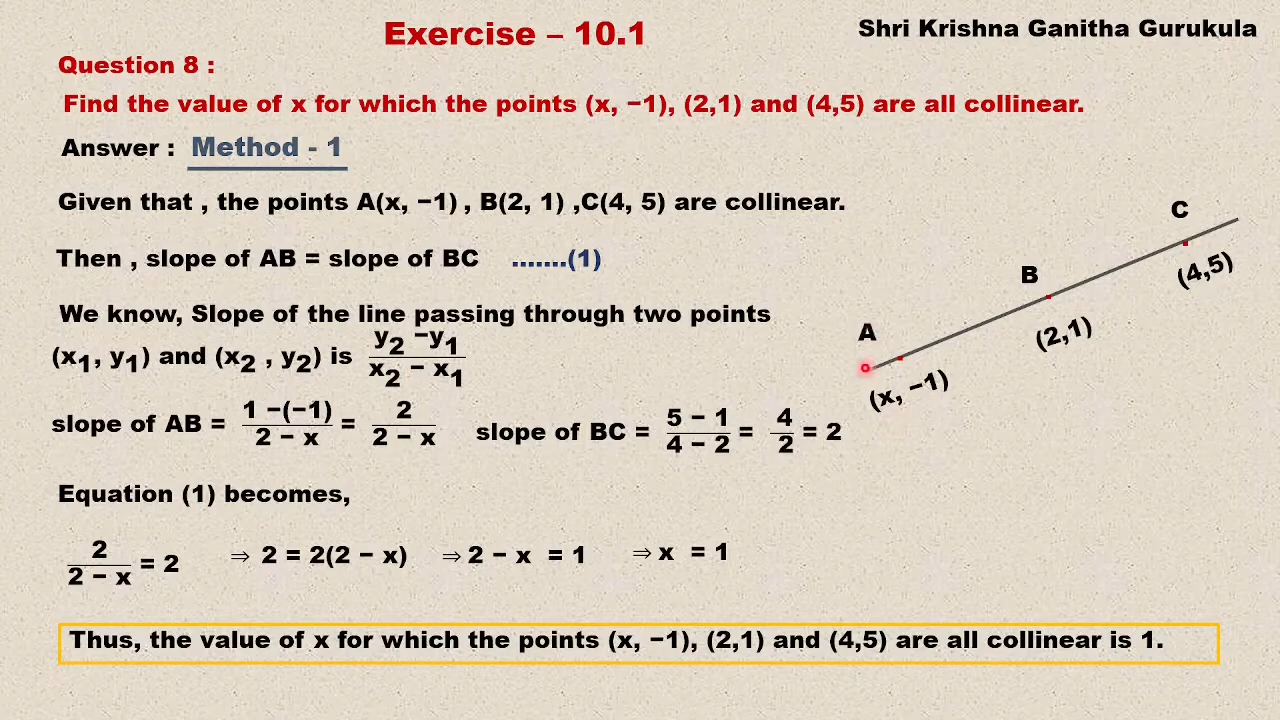 Exercise – 10.1
Shri Krishna Ganitha Gurukula
Question 8 :
Find the value of x for which the points (x, −1), (2,1) and (4,5) are all collinear.
Answer : Method - 1
Given that , the points A(x, −1) , B(2, 1) ,C(4, 5) are collinear.
Then , slope of AB = slope of BC .......(1)
We know, Slope of the line passing through two points
(x₁, y₁) and (x₂ , y₂) is (y₂ −y₁)/(x₂ − x₁)
slope of AB = (1 −(−1))/(2 − x) = 2/(2 − x) slope of BC = (5 − 1)/(4 − 2) = 4/2 = 2
Equation (1) becomes,
2/(2 − x) = 2 ⇒ 2 = 2(2 − x) ⇒ 2 − x = 1 ⇒ x = 1
Thus, the value of x for which the points (x, −1), (2,1) and (4,5) are all collinear is 1.
C
(4,5)
B
(2,1)
A
(x, −1)